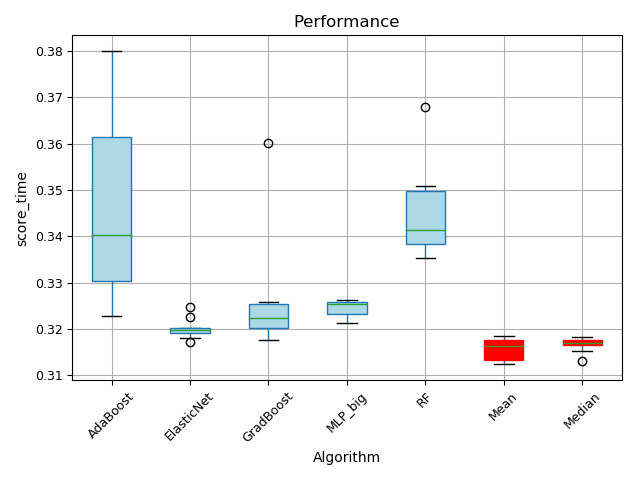 Performance
score_time
0.38
0.37
0.36
0.35
0.34
0.33
0.32
0.31
AdaBoost
ElasticNet
GradBoost
MLP_big
RF
Mean
Median
Algorithm